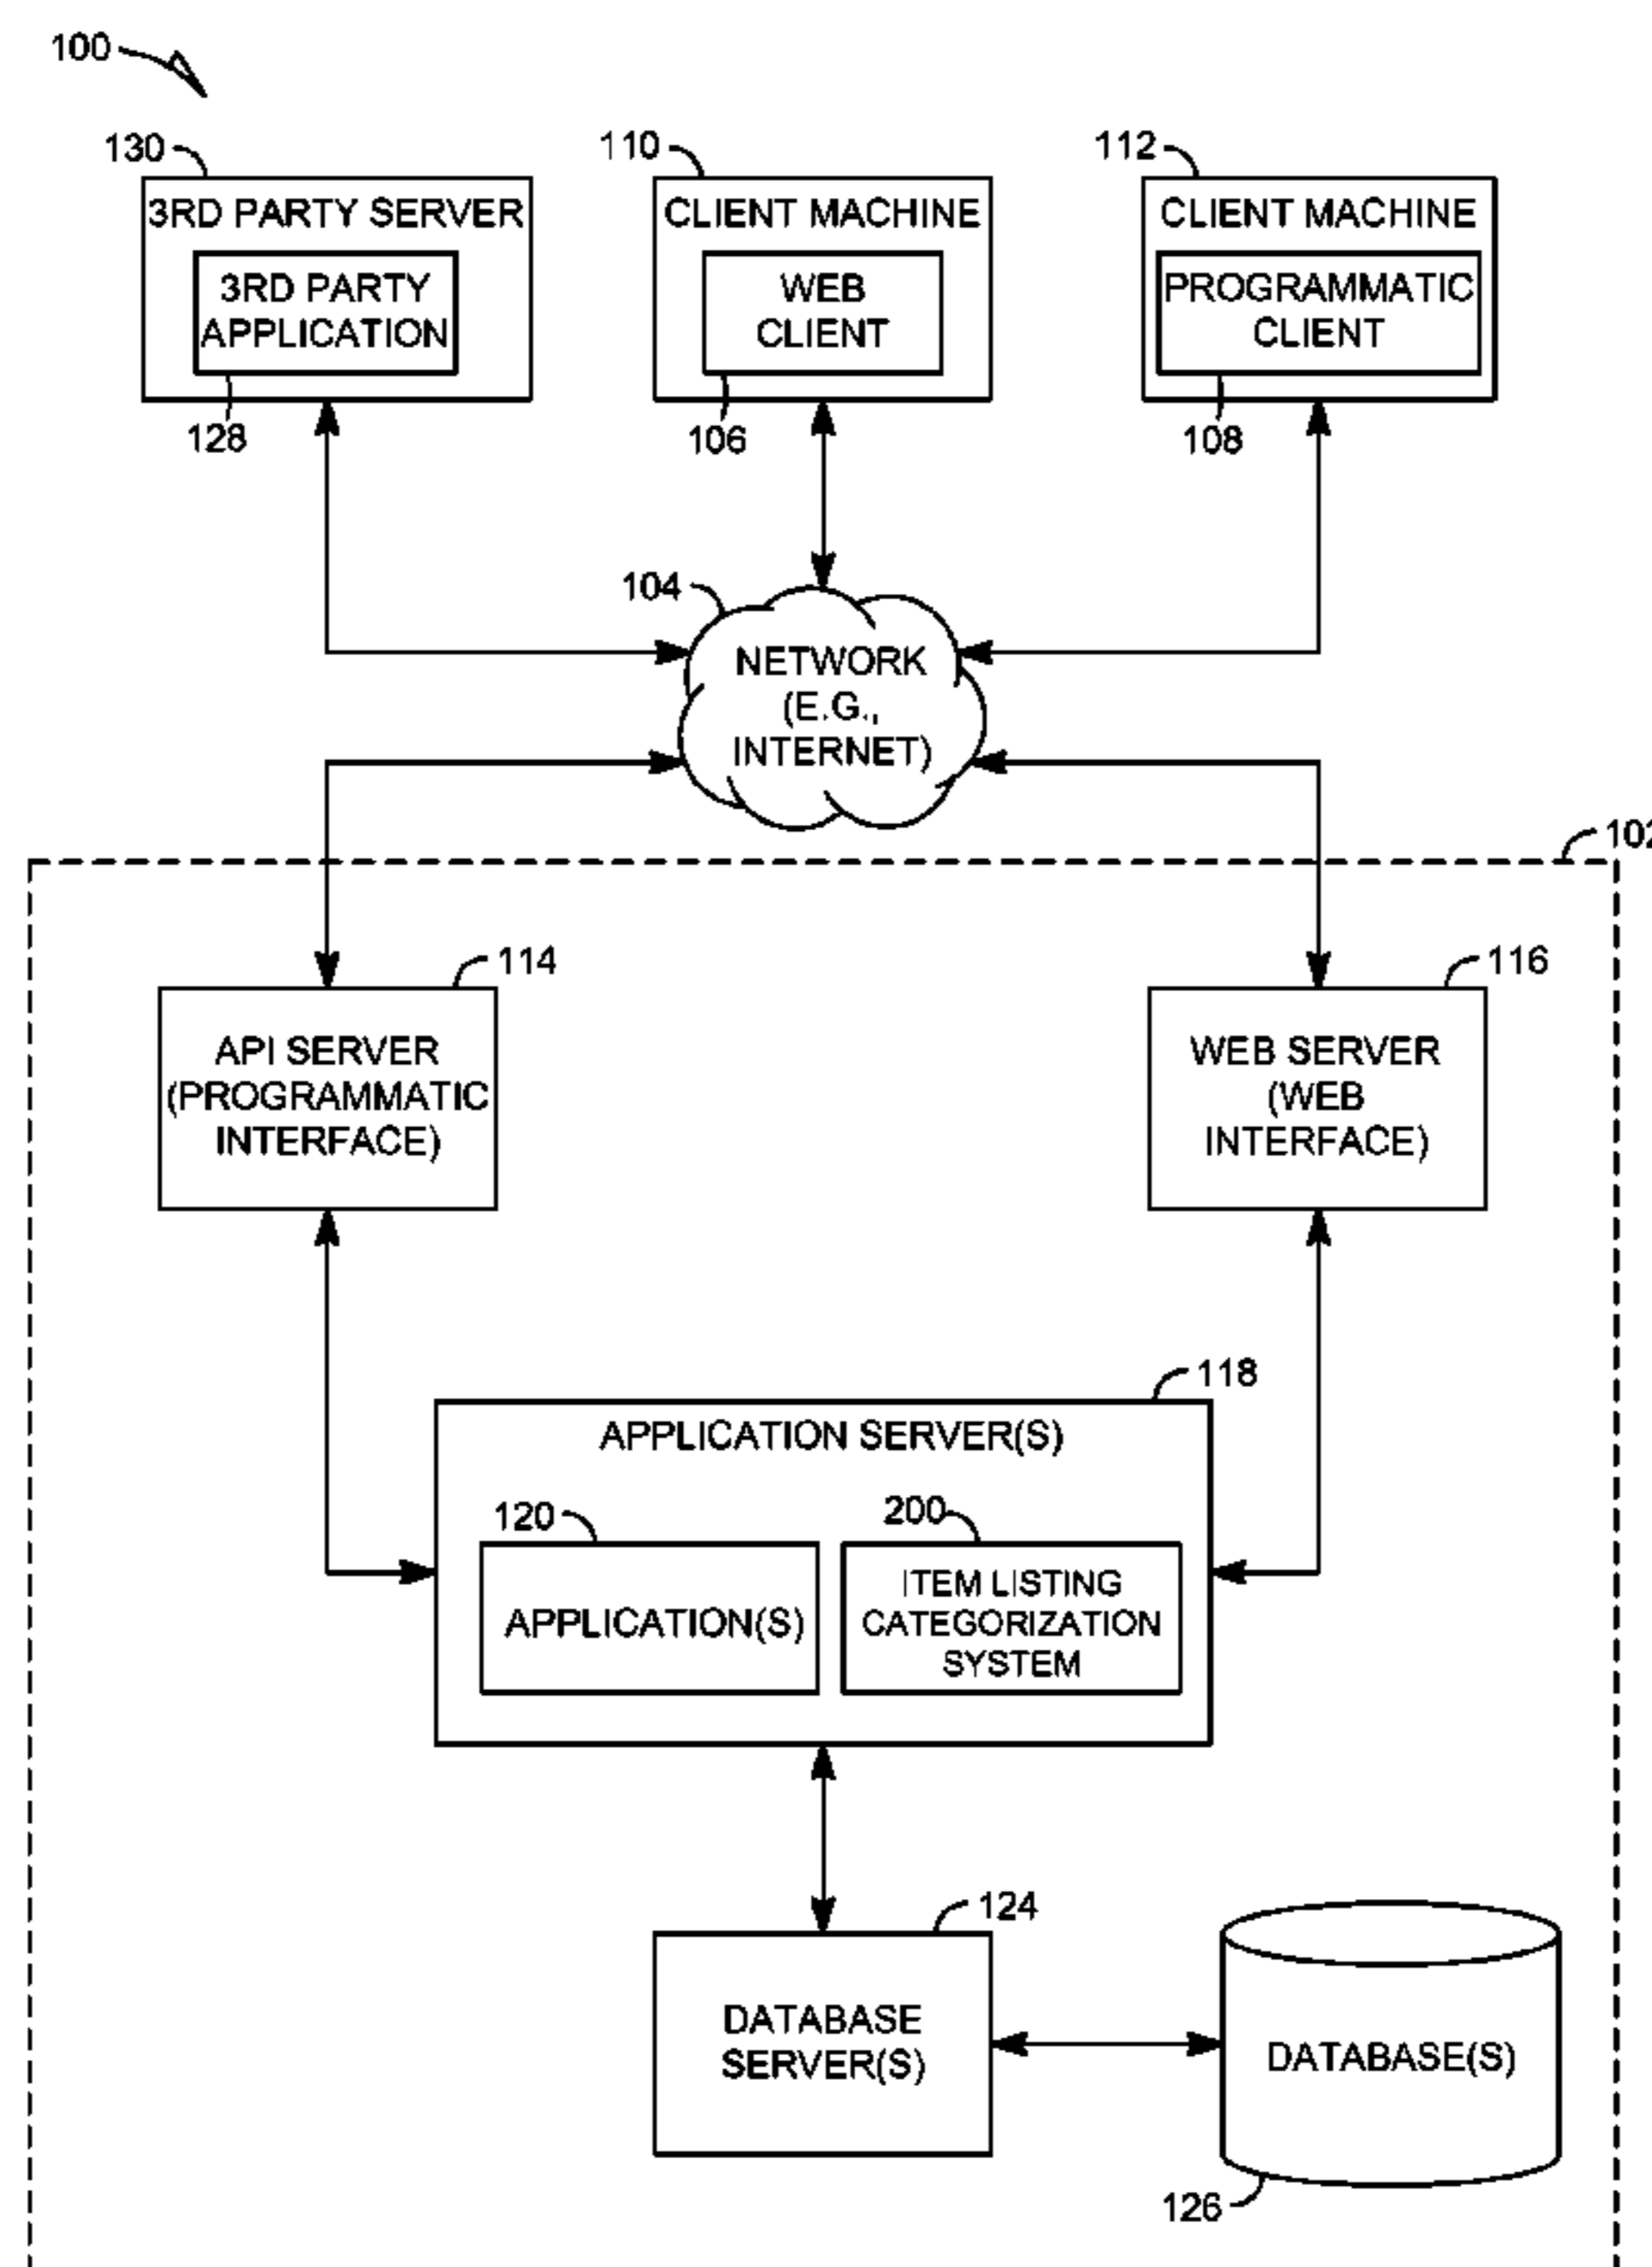 100
130
110
112
3RD PARTY SERVER
CLIENT MACHINE
CLIENT MACHINE
3RD PARTY
APPLICATION
WEB
CLIENT
PROGRAMMATIC
CLIENT
128
106
108
104
NETWORK
(E.G.,
INTERNET)
102
114
116
API SERVER
(PROGRAMMATIC
INTERFACE)
WEB SERVER
(WEB
INTERFACE)
118
APPLICATION SERVER(S)
120
200
APPLICATION(S)
ITEM LISTING
CATEGORIZATION
SYSTEM
124
DATABASE
SERVER(S)
DATABASE(S)
126